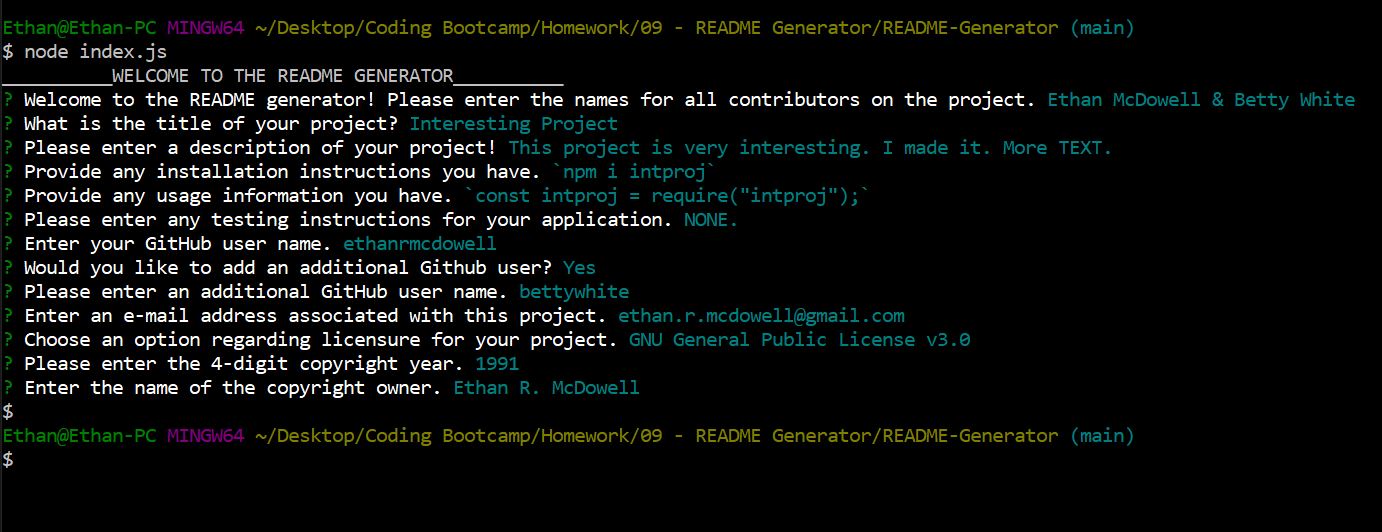 Ethan@Ethan-PC MINGW64 ~/Desktop/Coding Bootcamp/Homework/09 - README Generator/README-Generator (main)
$ node index.js
__________WELCOME TO THE README GENERATOR__________
? Welcome to the README generator! Please enter the names for all contributors on the project. Ethan McDowell & Betty White
? What is the title of your project? Interesting Project
? Please enter a description of your project! This project is very interesting. I made it. More TEXT.
? Provide any installation instructions you have. `npm i intproj`
? Provide any usage information you have. `const intproj = require("intproj");`
? Please enter any testing instructions for your application. NONE.
? Enter your GitHub user name. ethanrmcdowell
? Would you like to add an additional Github user? Yes
? Please enter an additional GitHub user name. bettywhite
? Enter an e-mail address associated with this project. ethan.r.mcdowell@gmail.com
? Choose an option regarding licensure for your project. GNU General Public License v3.0
? Please enter the 4-digit copyright year. 1991
? Enter the name of the copyright owner. Ethan R. McDowell
$
Ethan@Ethan-PC MINGW64 ~/Desktop/Coding Bootcamp/Homework/09 - README Generator/README-Generator (main)
$